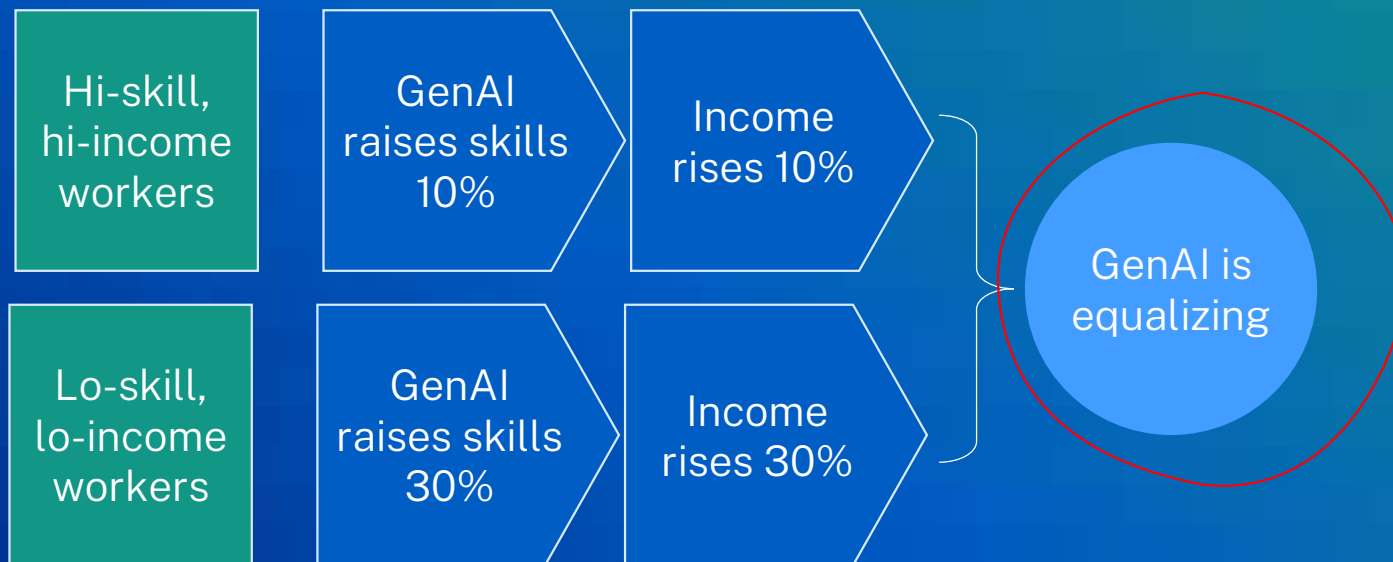 Hi-skill,
hi-income
workers
GenAI
raises skills
10%
Income
rises 10%
Lo-skill,
lo-income
workers
GenAI
raises skills
30%
Income
rises 30%
GenAI is
equalizing